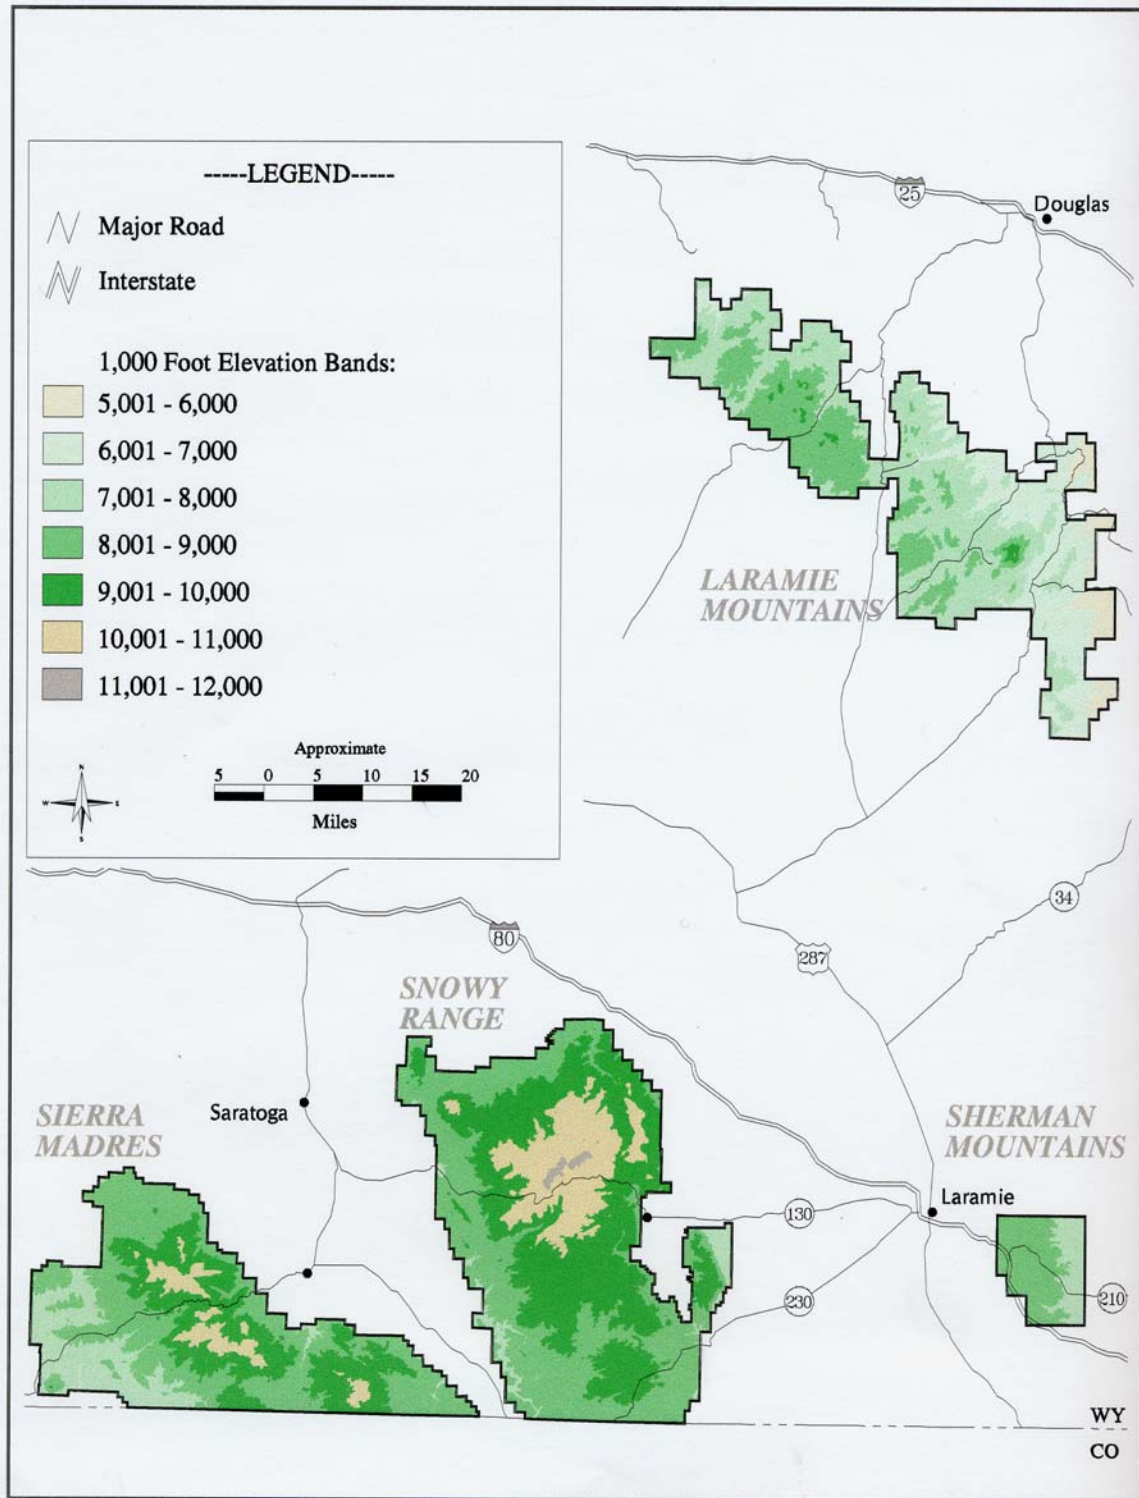 -----LEGEND-----
Major Road
Interstate
1,000 Foot Elevation Bands:
5,001 - 6,000
6,001 - 7,000
7,001 - 8,000
8,001 - 9,000
9,001 - 10,000
10,001 - 11,000
11,001 - 12,000
N
W
E
S
Approximate
5 0 5 10 15 20
Miles
25
Douglas
LARAMIE
MOUNTAINS
34
80
287
SNOWY
RANGE
SIERRA
MADRES
Saratoga
SHERMAN
MOUNTAINS
Laramie
130
230
210
WY
CO